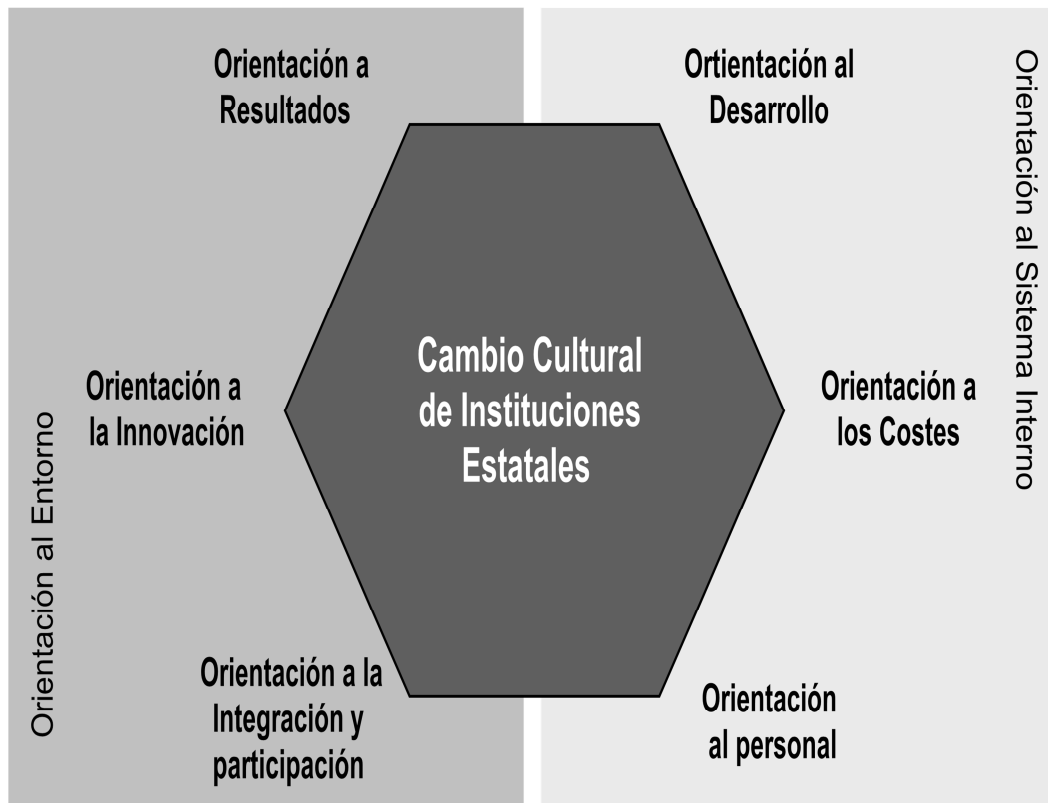 Orientación a
Resultados
Ortientación al
Desarrollo
Orientación al Sistema Interno
Cambio Cultural
de Instituciones
Estatales
Orientación a
la Innovación
Orientación a
los Costes
Orientación al Entorno
Orientación a la
Integración y
participación
Orientación
al personal